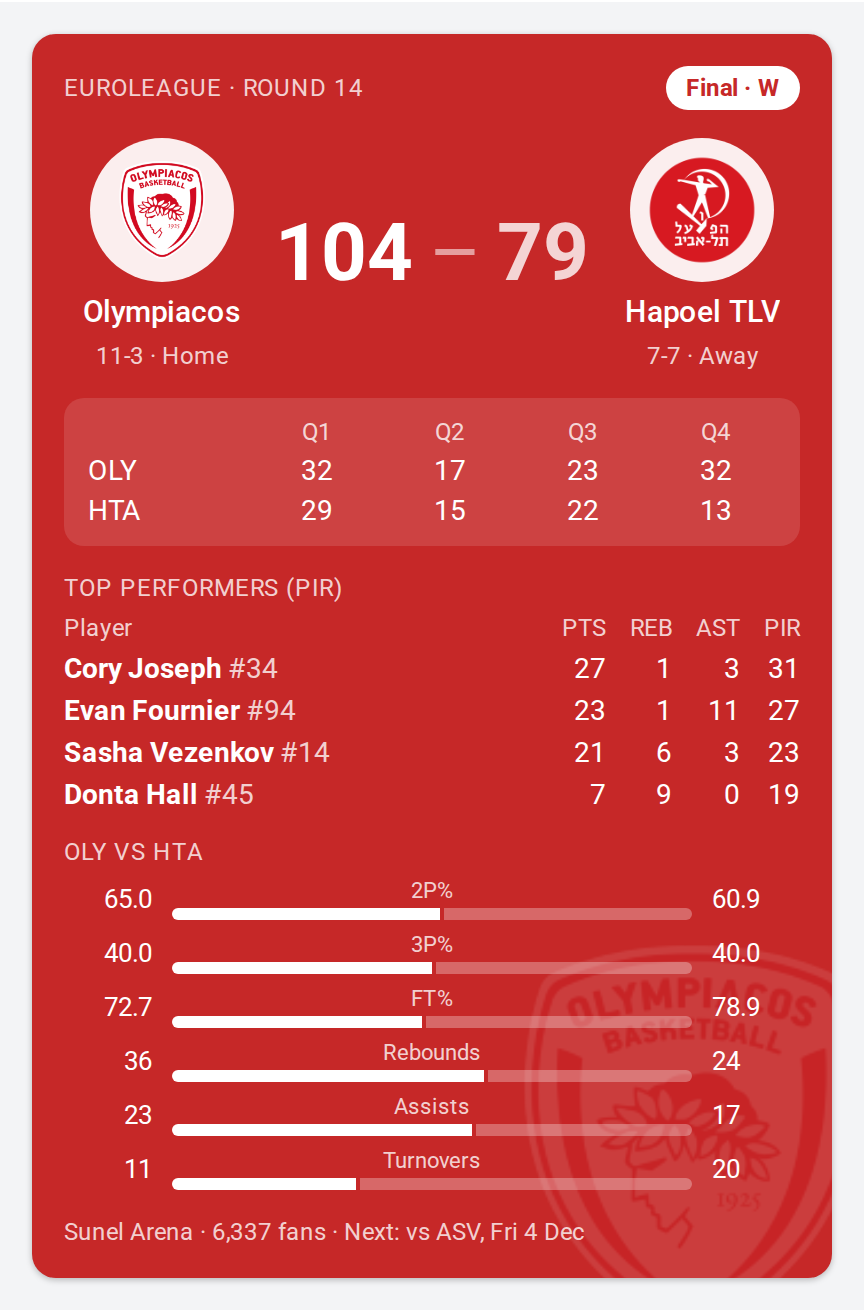 EUROLEAGUE · ROUND 14
Final · W
OLYMPIACOS
BASKETBALL
1925
הפועל
תל-אביב
104 – 79
Olympiacos
Hapoel TLV
11-3 · Home
7-7 · Away
Q1 Q2 Q3 Q4
OLY 32 17 23 32
HTA 29 15 22 13
TOP PERFORMERS (PIR)
Player PTS REB AST PIR
Cory Joseph #34 27 1 3 31
Evan Fournier #94 23 1 11 27
Sasha Vezenkov #14 21 6 3 23
Donta Hall #45 7 9 0 19
OLY VS HTA
65.0 2P% 60.9
40.0 3P% 40.0
72.7 FT% 78.9
36 Rebounds 24
23 Assists 17
11 Turnovers 20
OLYMPIACOS
BASKETBALL
1925
Sunel Arena · 6,337 fans · Next: vs ASV, Fri 4 Dec